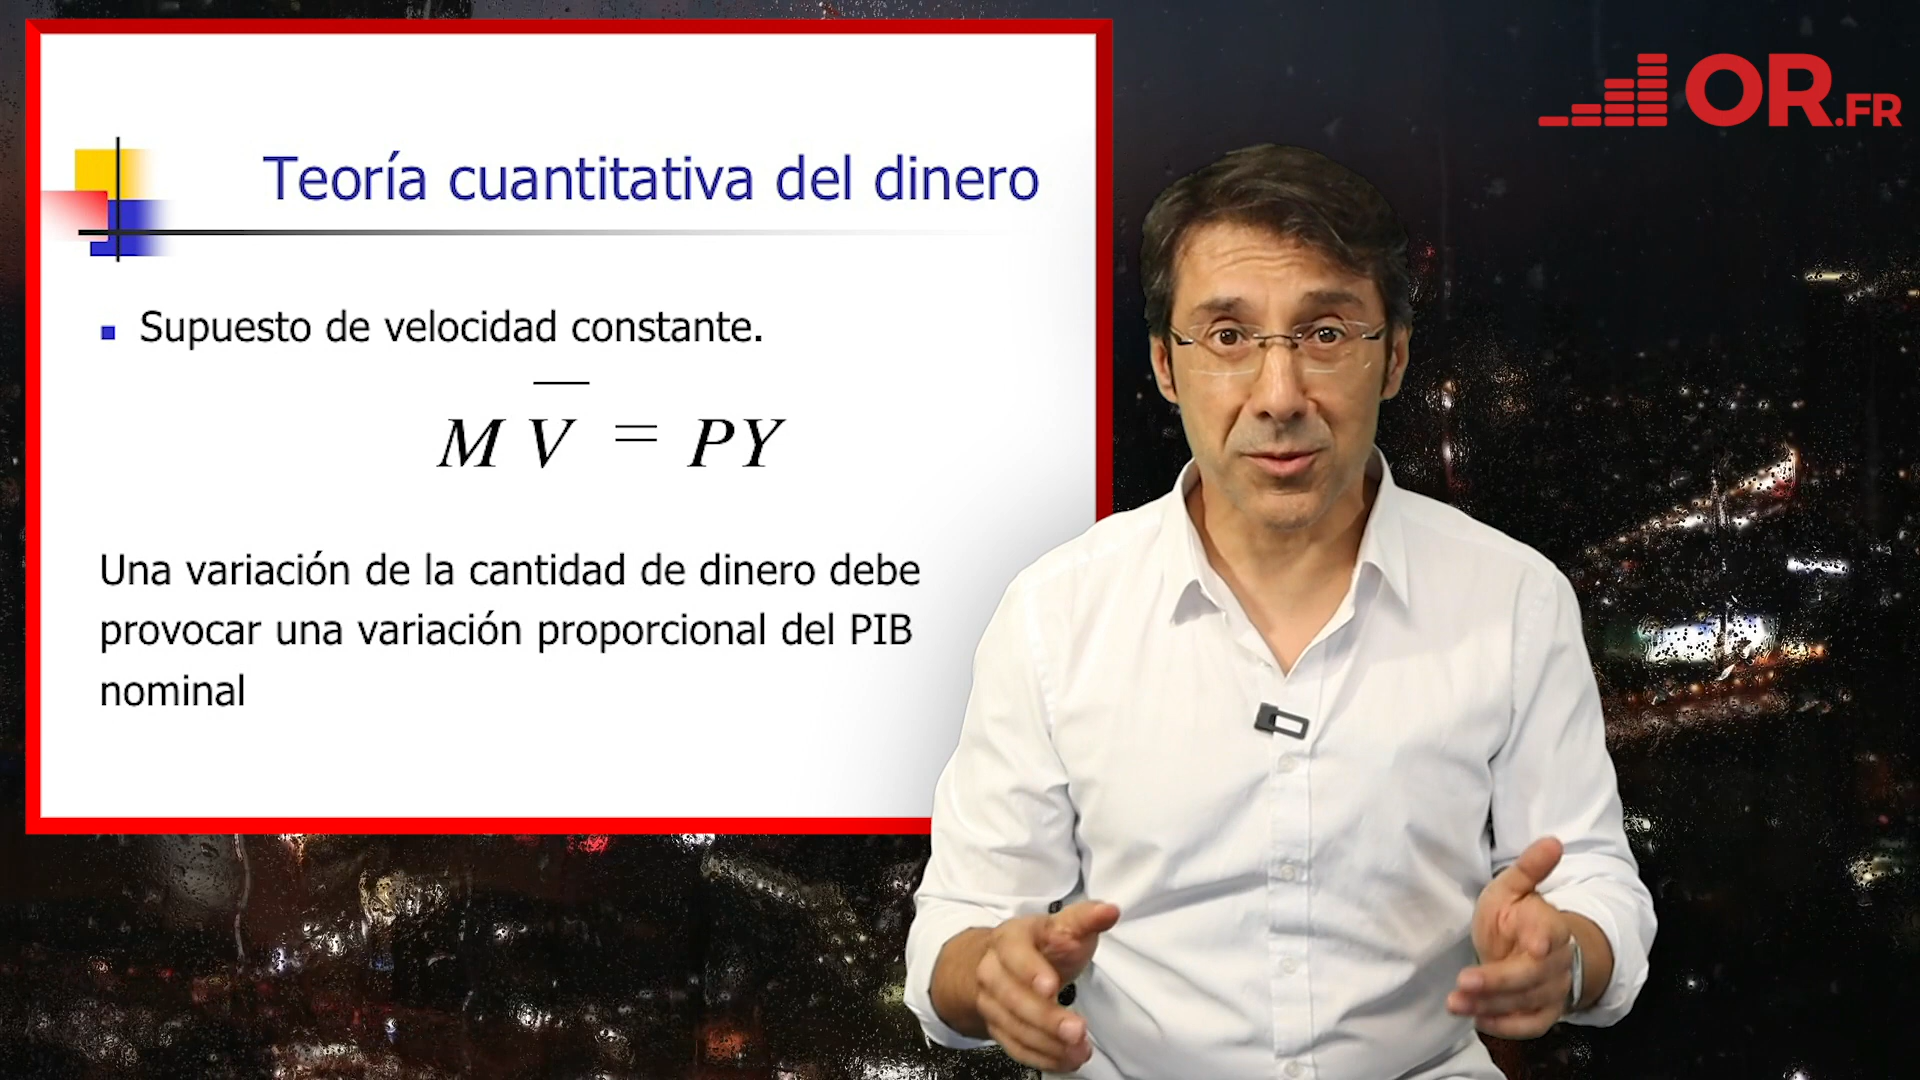 Teoría cuantitativa del dinero
Supuesto de velocidad constante.
M V̅ = PY
Una variación de la cantidad de dinero debe
provocar una variación proporcional del PIB
nominal
OR.FR